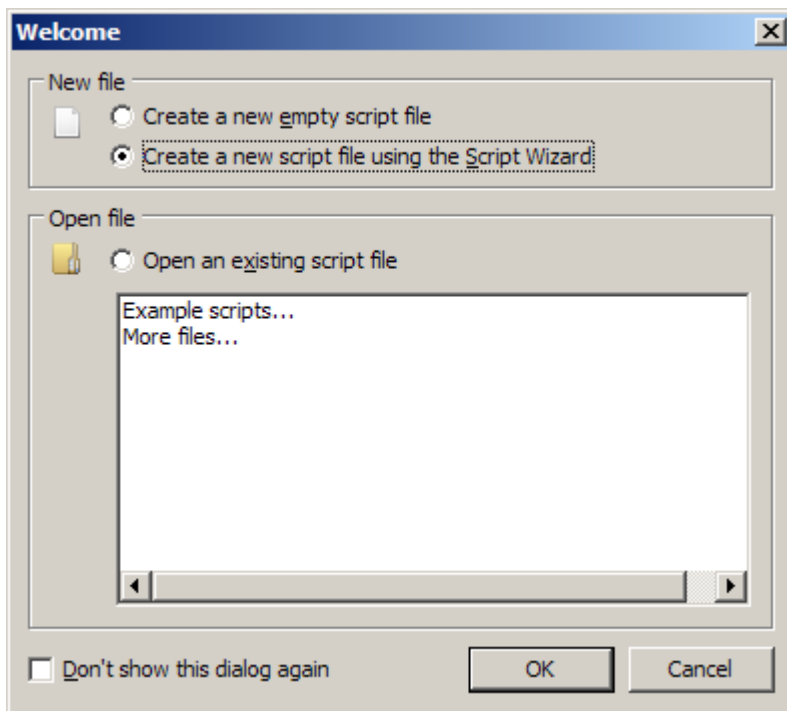 Welcome
New file
Create a new empty script file
Create a new script file using the Script Wizard
Open file
Open an existing script file
Example scripts...
More files...
Don't show this dialog again
OK
Cancel